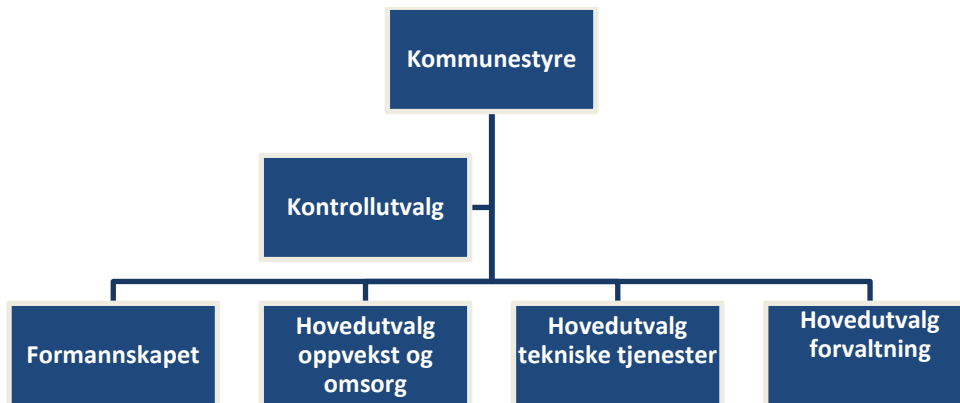 Kommunestyre
Kontrollutvalg
Formannskapet
Hovedutvalg
oppvekst og
omsorg
Hovedutvalg
tekniske tjenester
Hovedutvalg
forvaltning